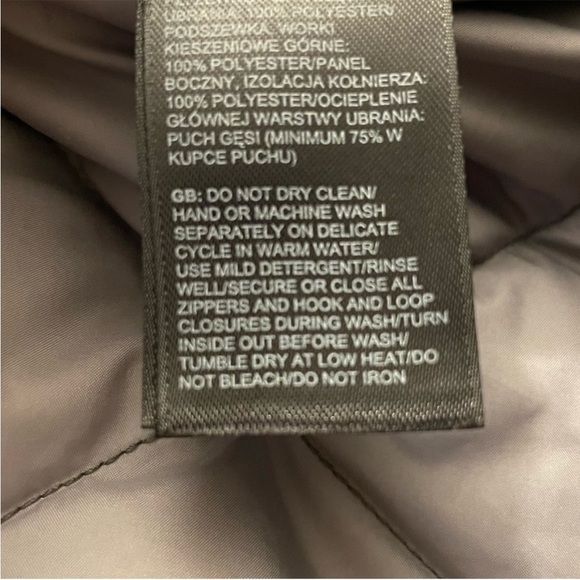 UBRANIA: 100% POLYESTER/
PODSZEWKA, WORKI
KIESZENIOWE GÓRNE:
100% POLYESTER/PANEL
BOCZNY, IZOLACJA KOŁNIERZA:
100% POLYESTER/OCIEPLENIE
GŁÓWNEJ WARSTWY UBRANIA:
PUCH GĘSI (MINIMUM 75% W
KUPCE PUCHU)
GB: DO NOT DRY CLEAN/
HAND OR MACHINE WASH
SEPARATELY ON DELICATE
CYCLE IN WARM WATER/
USE MILD DETERGENT/RINSE
WELL/SECURE OR CLOSE ALL
ZIPPERS AND HOOK AND LOOP
CLOSURES DURING WASH/TURN
INSIDE OUT BEFORE WASH/
TUMBLE DRY AT LOW HEAT/DO
NOT BLEACH/DO NOT IRON